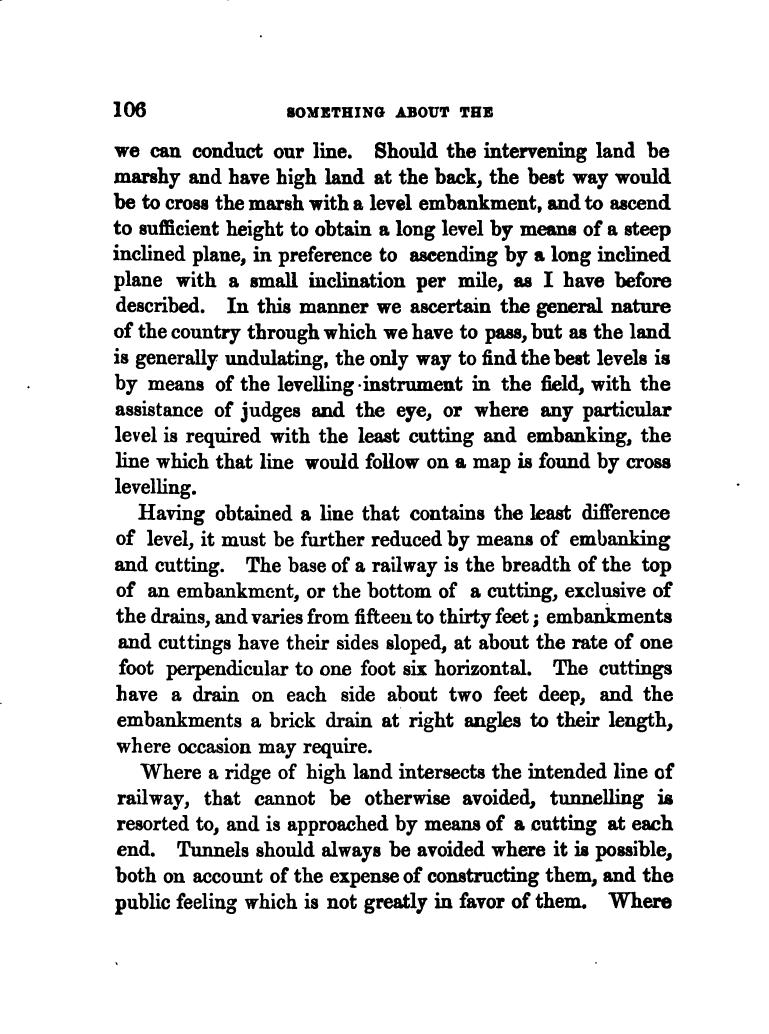 106 SOMETHING ABOUT THE
we can conduct our line. Should the intervening land be
marshy and have high land at the back, the best way would
be to cross the marsh with a level embankment, and to ascend
to sufficient height to obtain a long level by means of a steep
inclined plane, in preference to ascending by a long inclined
plane with a small inclination per mile, as I have before
described. In this manner we ascertain the general nature
of the country through which we have to pass, but as the land
is generally undulating, the only way to find the best levels is
by means of the levelling instrument in the field, with the
assistance of judges and the eye, or where any particular
level is required with the least cutting and embanking, the
line which that line would follow on a map is found by cross
levelling.
Having obtained a line that contains the least difference
of level, it must be further reduced by means of embanking
and cutting. The base of a railway is the breadth of the top
of an embankment, or the bottom of a cutting, exclusive of
the drains, and varies from fifteen to thirty feet; embankments
and cuttings have their sides sloped, at about the rate of one
foot perpendicular to one foot six horizontal. The cuttings
have a drain on each side about two feet deep, and the
embankments a brick drain at right angles to their length,
where occasion may require.
Where a ridge of high land intersects the intended line of
railway, that cannot be otherwise avoided, tunnelling is
resorted to, and is approached by means of a cutting at each
end. Tunnels should always be avoided where it is possible,
both on account of the expense of constructing them, and the
public feeling which is not greatly in favor of them. Where